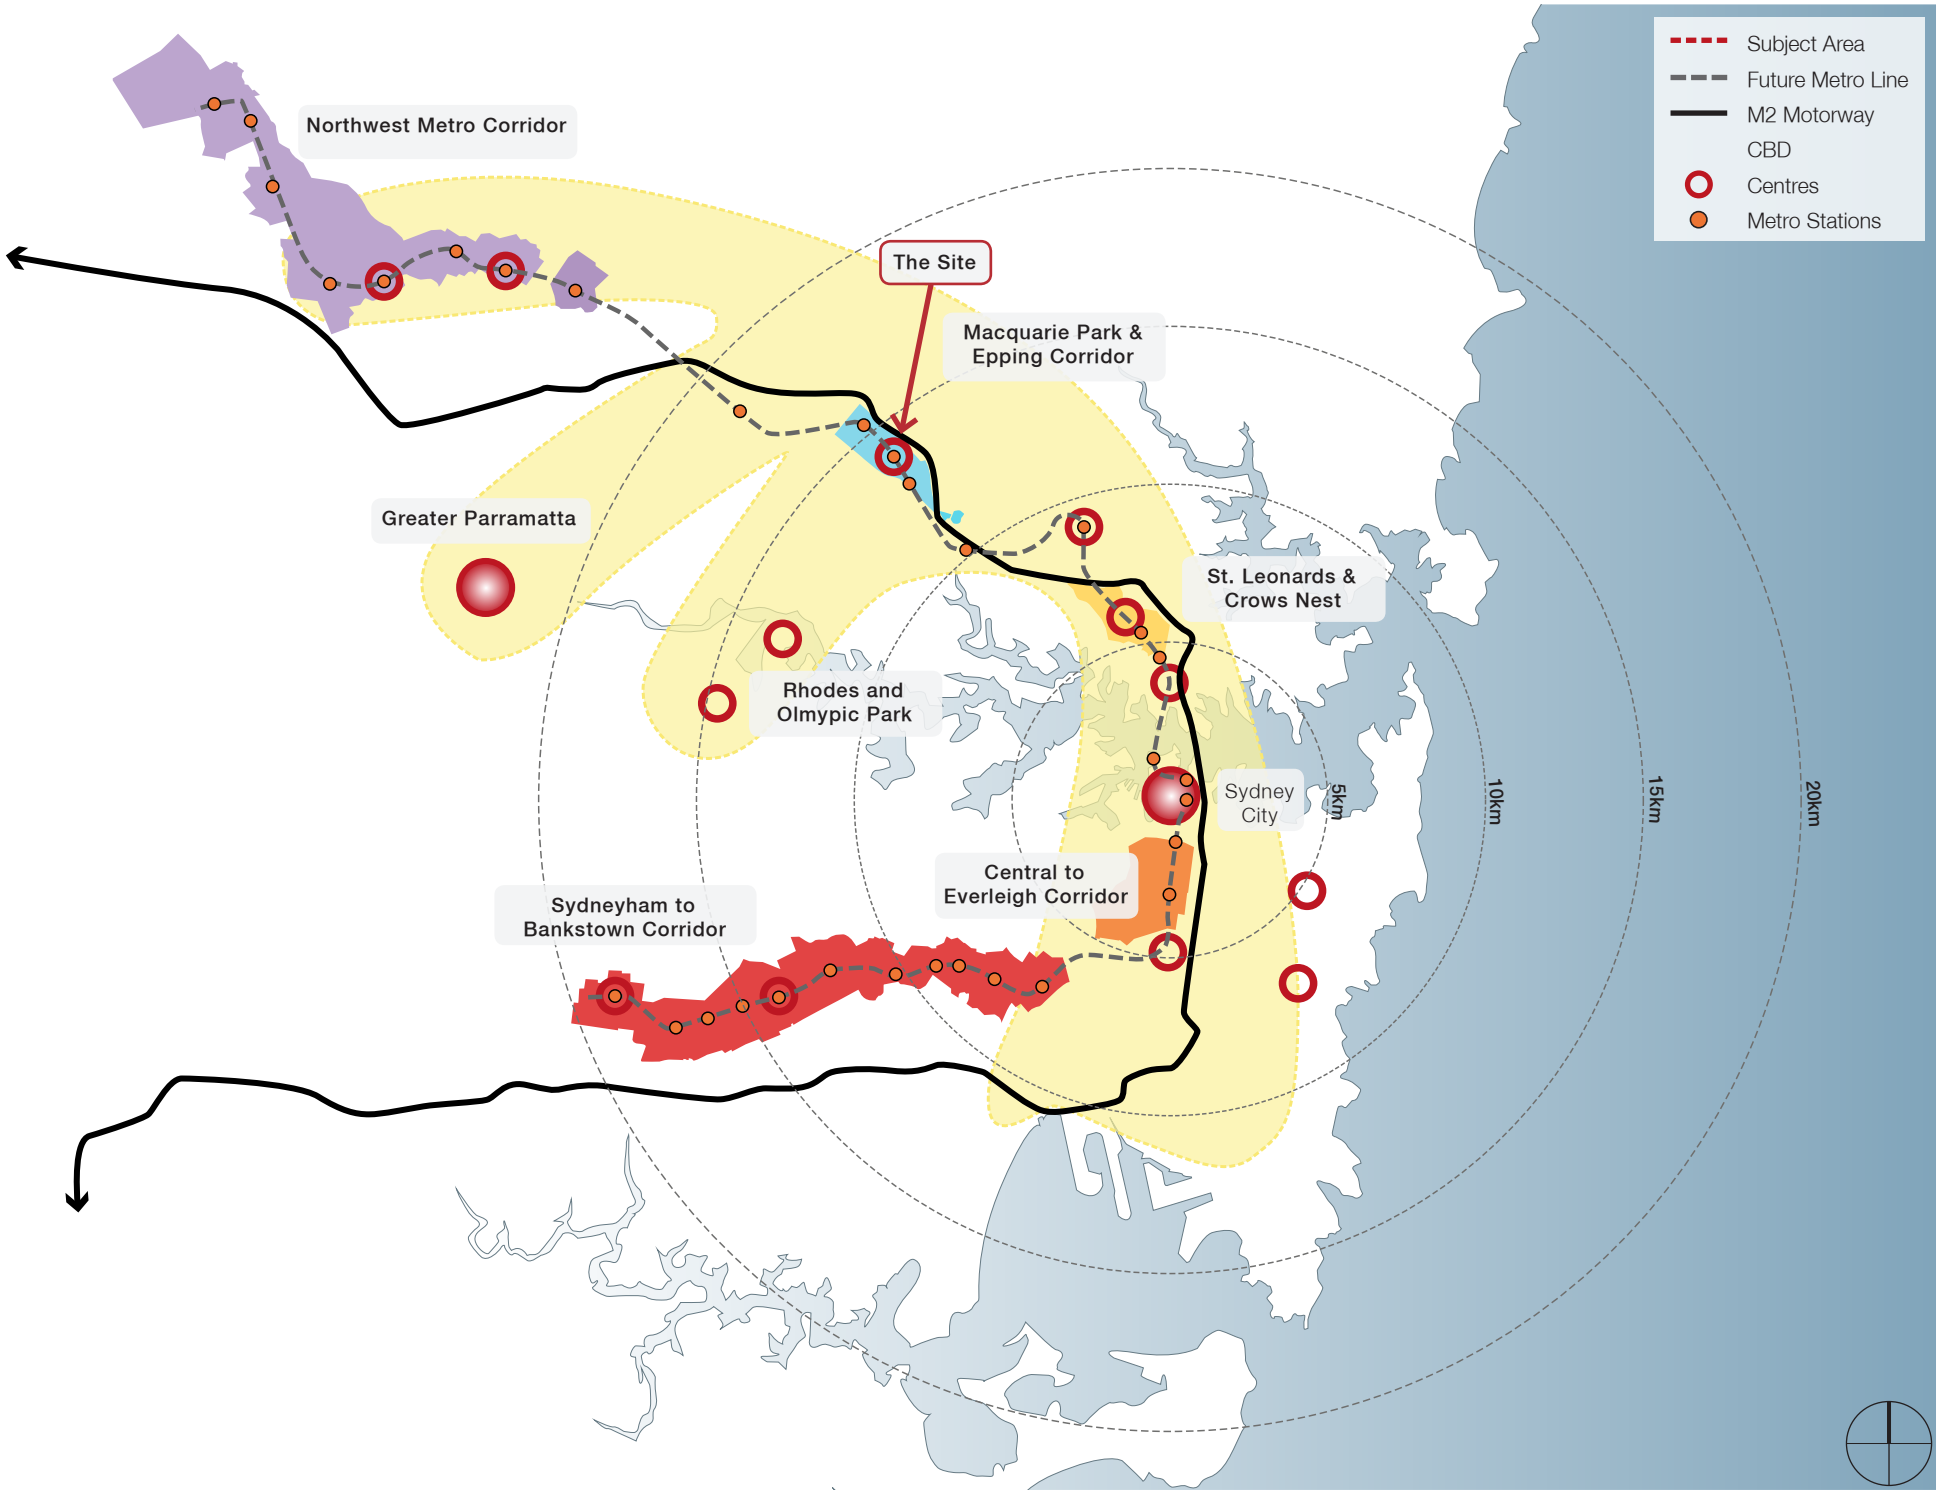 Subject Area
Future Metro Line
M2 Motorway
CBD
Centres
Metro Stations
Northwest Metro Corridor
The Site
Macquarie Park &
Epping Corridor
Greater Parramatta
St. Leonards &
Crows Nest
Rhodes and
Olmypic Park
Sydney
City
5km
10km
15km
20km
Central to
Everleigh Corridor
Sydneyham to
Bankstown Corridor